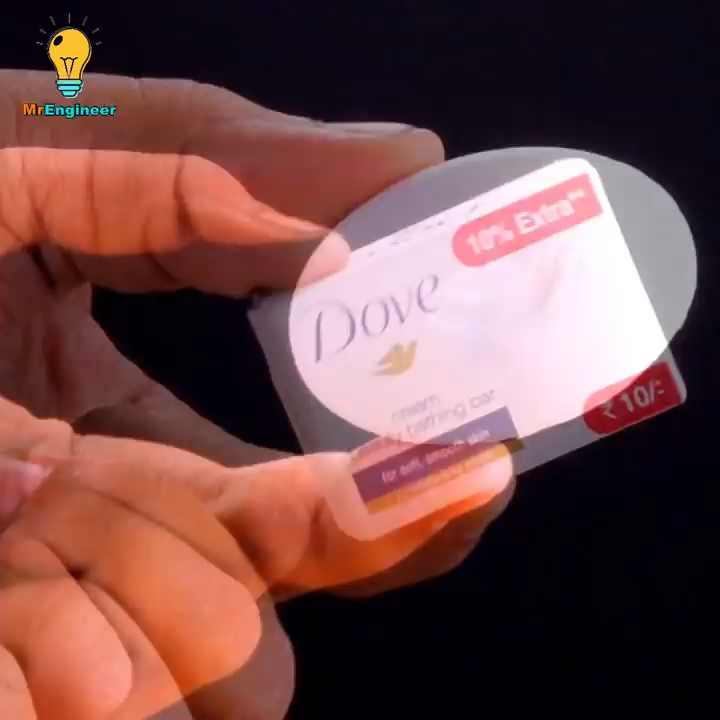 MrEngineer
10% Extra**
Dove
cream
bathing bar
for soft, smooth skin
₹ 10/-